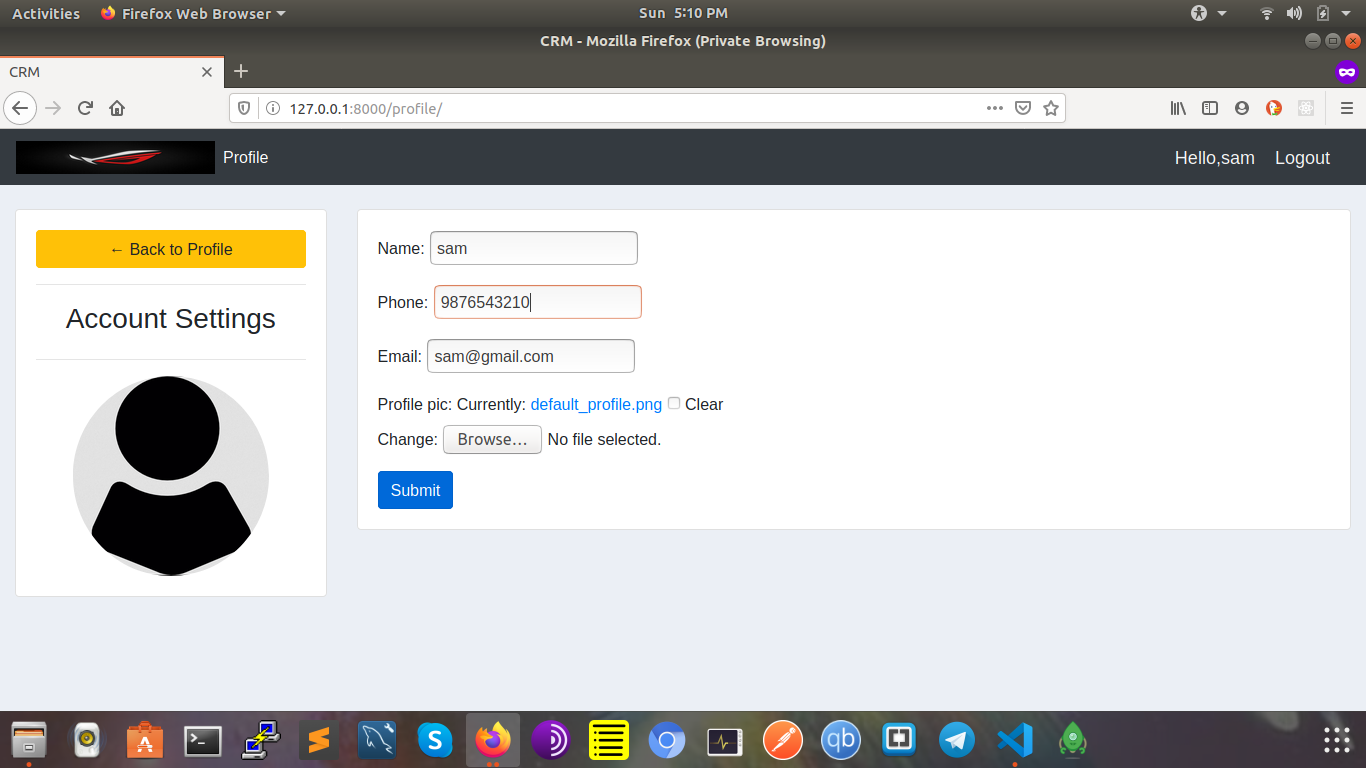 Activities Firefox Web Browser Sun 5:10 PM
CRM - Mozilla Firefox (Private Browsing)
CRM
127.0.0.1:8000/profile/
Profile Hello,sam Logout
← Back to Profile
Account Settings
Name: sam
Phone: 9876543210
Email: sam@gmail.com
Profile pic: Currently: default_profile.png Clear
Change: Browse... No file selected.
Submit
S
qb